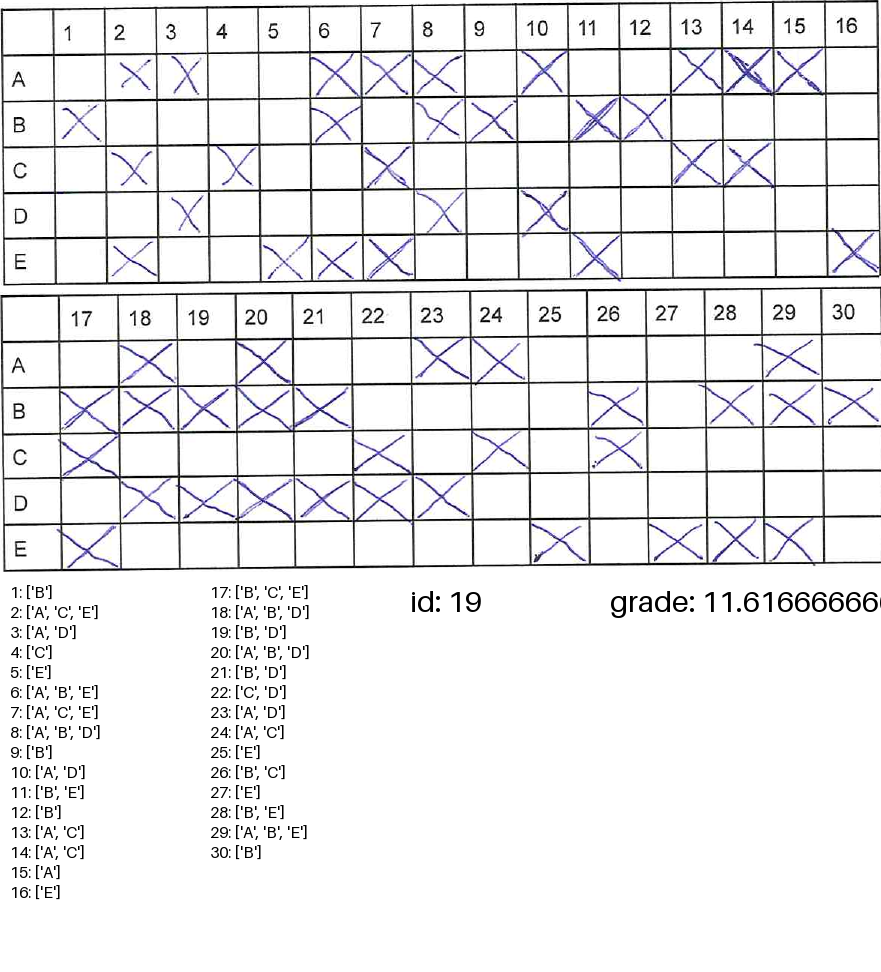 1 2 3 4 5 6 7 8 9 10 11 12 13 14 15 16
A
B
C
D
E
17 18 19 20 21 22 23 24 25 26 27 28 29 30
A
B
C
D
E
1: ['B']
2: ['A', 'C', 'E']
3: ['A', 'D']
4: ['C']
5: ['E']
6: ['A', 'B', 'E']
7: ['A', 'C', 'E']
8: ['A', 'B', 'D']
9: ['B']
10: ['A', 'D']
11: ['B', 'E']
12: ['B']
13: ['A', 'C']
14: ['A', 'C']
15: ['A']
16: ['E']
17: ['B', 'C', 'E']
18: ['A', 'B', 'D']
19: ['B', 'D']
20: ['A', 'B', 'D']
21: ['B', 'D']
22: ['C', 'D']
23: ['A', 'D']
24: ['A', 'C']
25: ['E']
26: ['B', 'C']
27: ['E']
28: ['B', 'E']
29: ['A', 'B', 'E']
30: ['B']
id: 19
grade: 11.616666666